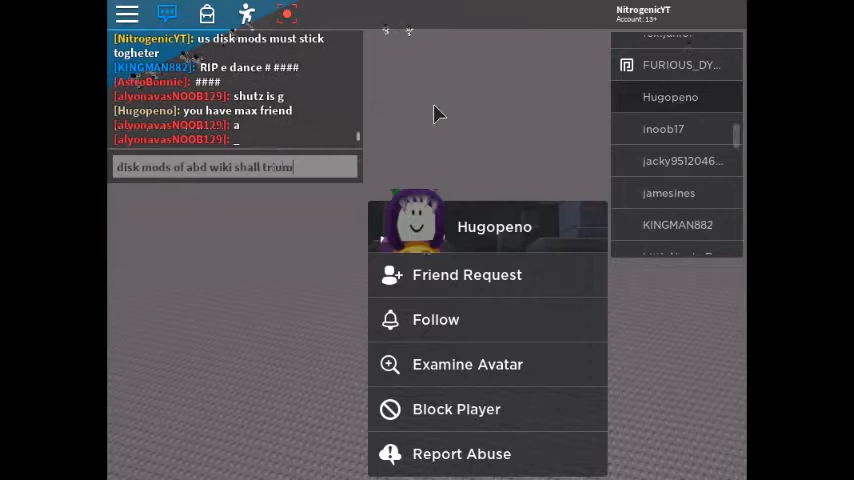 NitrogenicYT
Account: 13+
[NitrogenicYT]: us disk mods must stick
togheter
[KINGMAN882]: RIP e dance # ####
[AstroBonnie]: ####
[alyonavasNOOB129]: shutz is g
[Hugopeno]: you have max friend
[alyonavasNOOB129]: a
[alyonavasNOOB129]: _
disk mods of abd wiki shall trium
FURIOUS_DY...
Hugopeno
inoob17
jacky9512046...
jamesines
KINGMAN882
Hugopeno
Friend Request
Follow
Examine Avatar
Block Player
Report Abuse